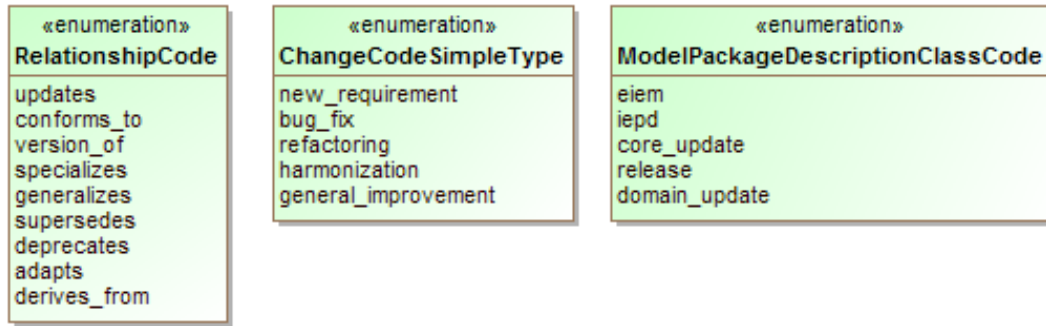 «enumeration»
RelationshipCode
updates
conforms_to
version_of
specializes
generalizes
supersedes
deprecates
adapts
derives_from
«enumeration»
ChangeCodeSimpleType
new_requirement
bug_fix
refactoring
harmonization
general_improvement
«enumeration»
ModelPackageDescriptionClassCode
eiem
iepd
core_update
release
domain_update